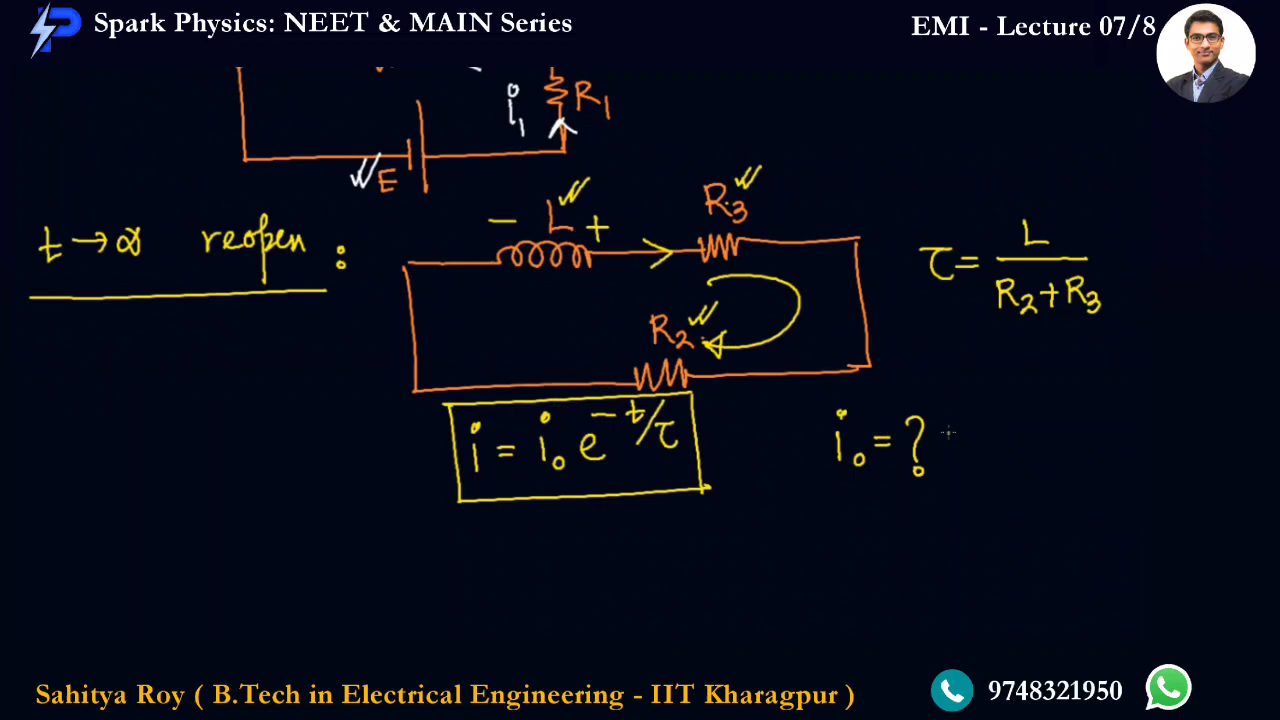 Spark Physics: NEET & MAIN Series
EMI - Lecture 07/8
i₁
R₁
E
t → ∞ reopen :
- L +
R₃
R₂
τ = L / R₂+R₃
i = i₀ e^-t/τ
i₀ = ?
Sahitya Roy ( B.Tech in Electrical Engineering - IIT Kharagpur )
9748321950